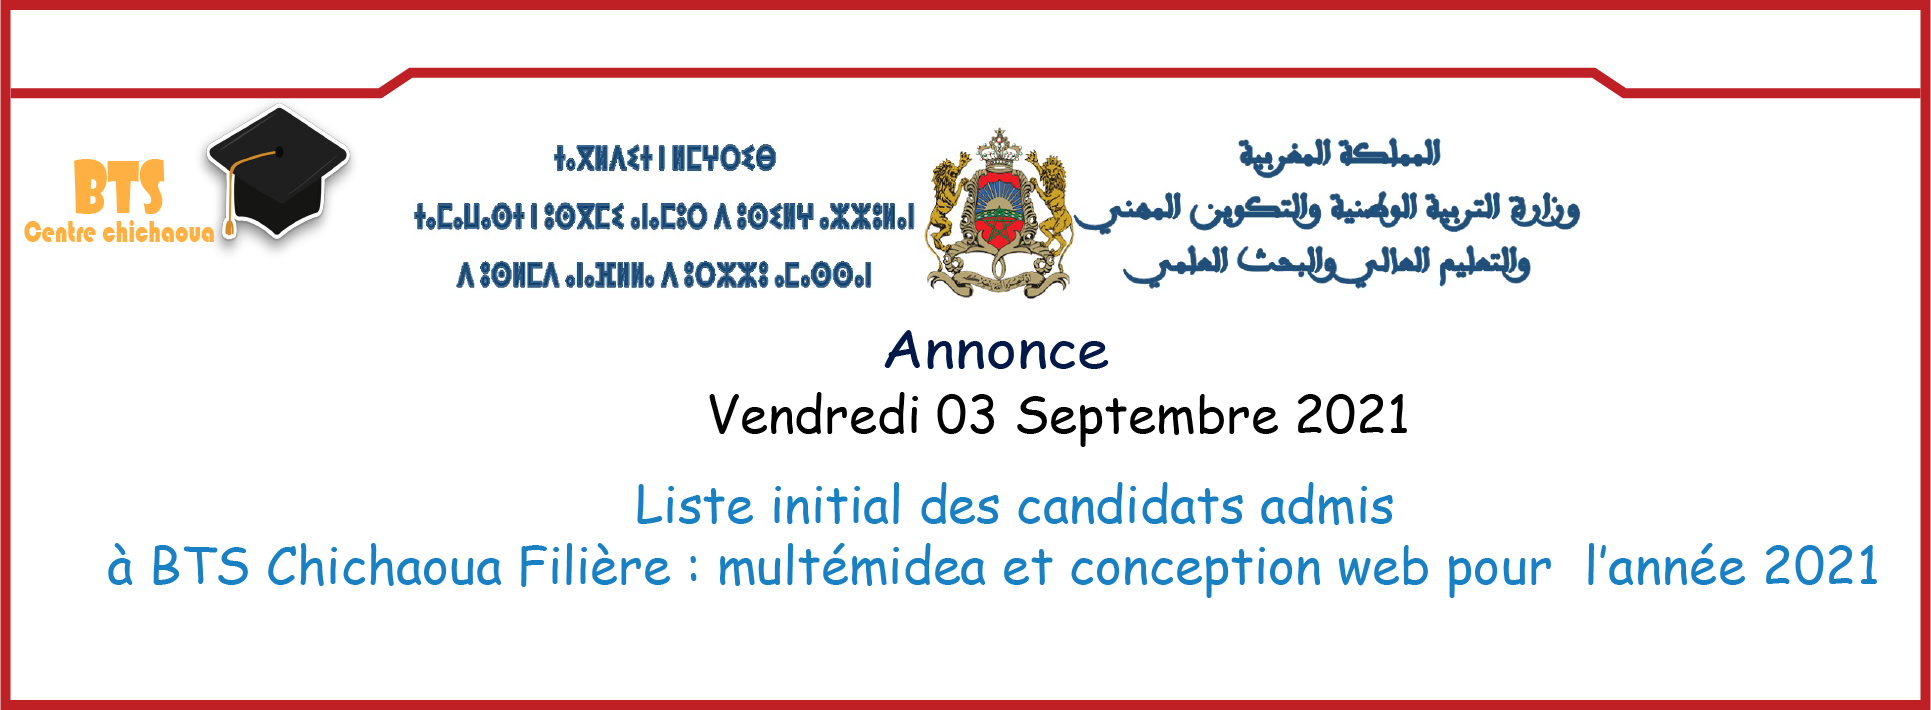 BTS
Centre chichaoua
ⵜⴰⴳⵍⴷⵉⵜ ⵏ ⵍⵎⵖⵔⵉⴱ
ⵜⴰⵎⴰⵡⴰⵙⵜ ⵏ ⵓⵙⴳⵎⵉ ⴰⵏⴰⵎⵓⵔ ⴷ ⵓⵙⵉⵍⵖ ⴰⵣⵣⵓⵍⴰⵏ
ⴷ ⵓⵙⵍⵎⴷ ⴰⵏⴰⴼⵍⵍⴰ ⴷ ⵓⵔⵣⵣⵓ ⴰⵎⴰⵙⵙⴰⵏ
المملكة المغربية
وزارة التربية الوطنية والتكوين المهني
والتعليم العالي والبحث العلمي
Annonce
Vendredi 03 Septembre 2021
Liste initial des candidats admis
à BTS Chichaoua Filière : multémidea et conception web pour l’année 2021